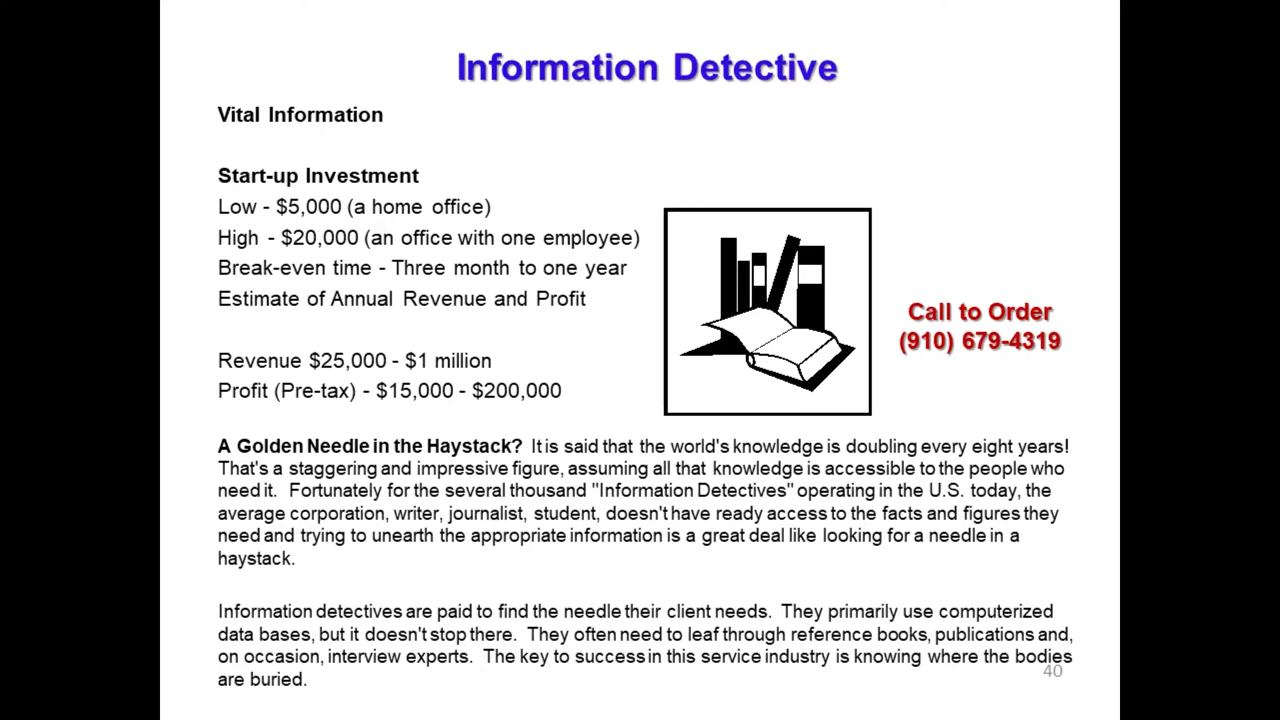 Information Detective
Vital Information
Start-up Investment
Low - $5,000 (a home office)
High - $20,000 (an office with one employee)
Break-even time - Three month to one year
Estimate of Annual Revenue and Profit
Revenue $25,000 - $1 million
Profit (Pre-tax) - $15,000 - $200,000
Call to Order
(910) 679-4319
A Golden Needle in the Haystack? It is said that the world's knowledge is doubling every eight years!
That's a staggering and impressive figure, assuming all that knowledge is accessible to the people who
need it. Fortunately for the several thousand "Information Detectives" operating in the U.S. today, the
average corporation, writer, journalist, student, doesn't have ready access to the facts and figures they
need and trying to unearth the appropriate information is a great deal like looking for a needle in a
haystack.
Information detectives are paid to find the needle their client needs. They primarily use computerized
data bases, but it doesn't stop there. They often need to leaf through reference books, publications and,
on occasion, interview experts. The key to success in this service industry is knowing where the bodies
are buried.
40